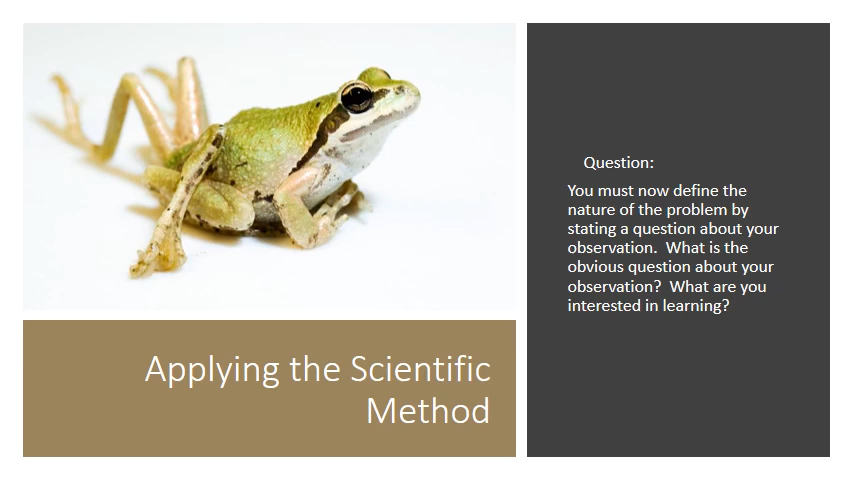 Applying the Scientific
Method
Question:
You must now define the
nature of the problem by
stating a question about your
observation.  What is the
obvious question about your
observation?  What are you
interested in learning?